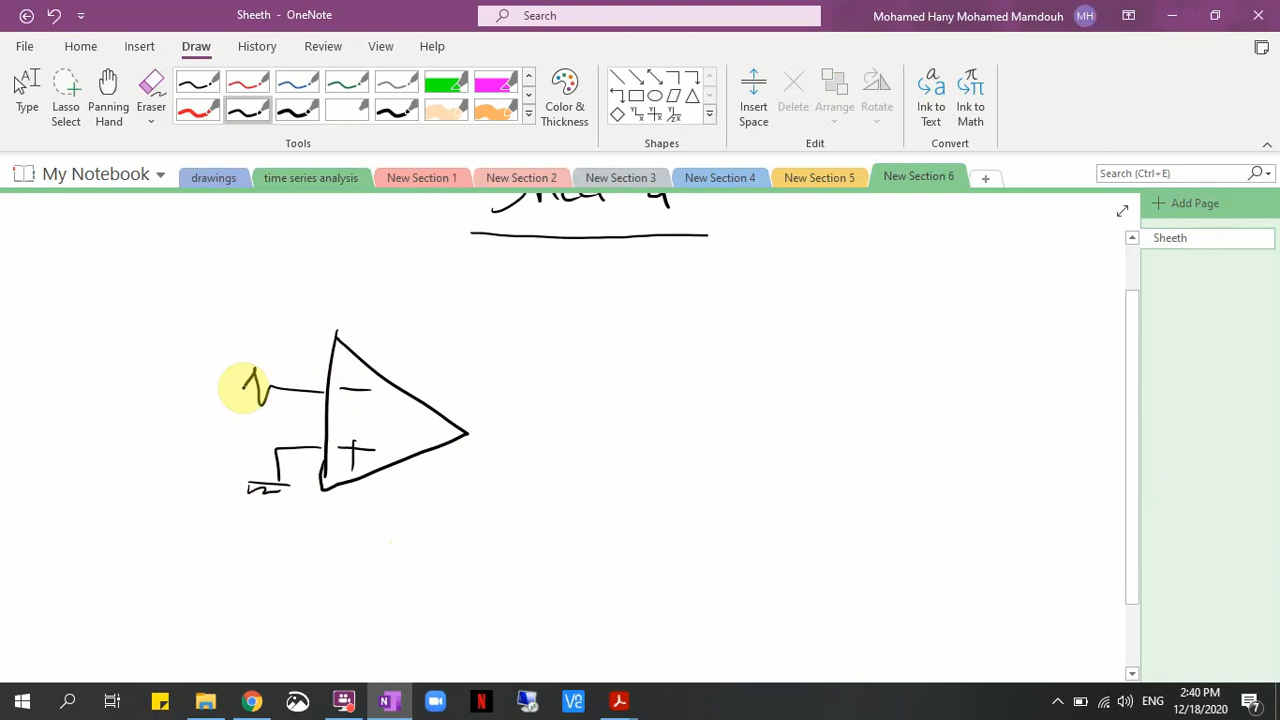 Sheeth - OneNote
Search
Mohamed Hany Mohamed Mamdouh
MH
File
Home
Insert
Draw
History
Review
View
Help
Type
Lasso Select
Panning Hand
Eraser
Color & Thickness
Insert Space
Delete
Arrange
Rotate
Ink to Text
Ink to Math
Tools
Shapes
Edit
Convert
My Notebook
drawings
time series analysis
New Section 1
New Section 2
New Section 3
New Section 4
New Section 5
New Section 6
Search (Ctrl+E)
Add Page
Sheeth
−
+
ENG
2:40 PM
12/18/2020
7